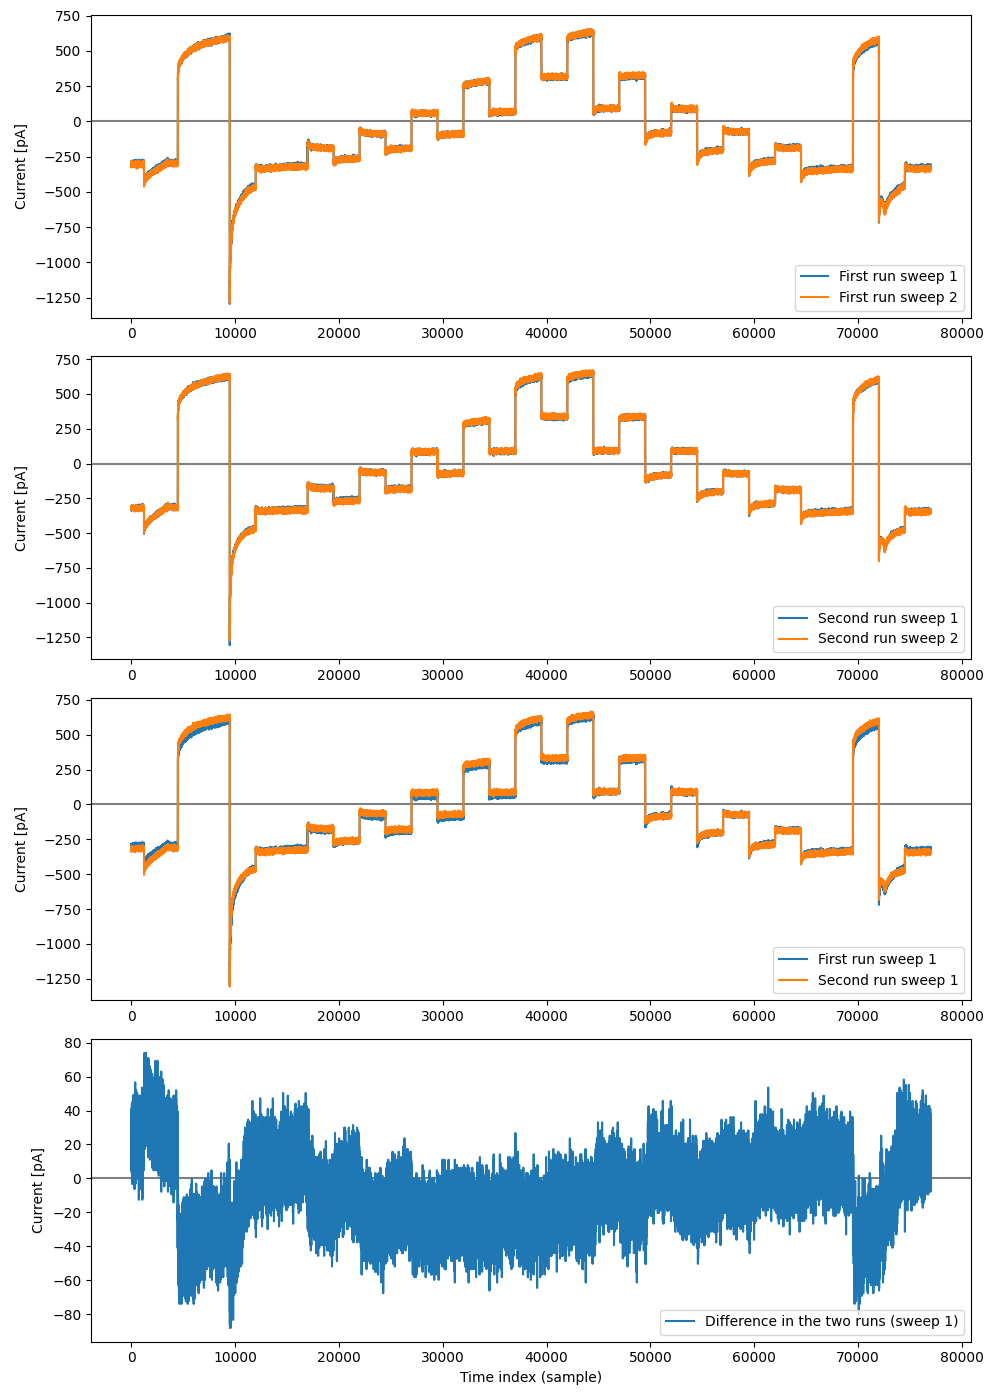 750
500
250
0
−250
−500
−750
−1000
−1250
Current [pA]
First run sweep 1
First run sweep 2
0 10000 20000 30000 40000 50000 60000 70000 80000
750
500
250
0
−250
−500
−750
−1000
−1250
Current [pA]
Second run sweep 1
Second run sweep 2
0 10000 20000 30000 40000 50000 60000 70000 80000
750
500
250
0
−250
−500
−750
−1000
−1250
Current [pA]
First run sweep 1
Second run sweep 1
0 10000 20000 30000 40000 50000 60000 70000 80000
80
60
40
20
0
−20
−40
−60
−80
Current [pA]
Difference in the two runs (sweep 1)
0 10000 20000 30000 40000 50000 60000 70000 80000
Time index (sample)